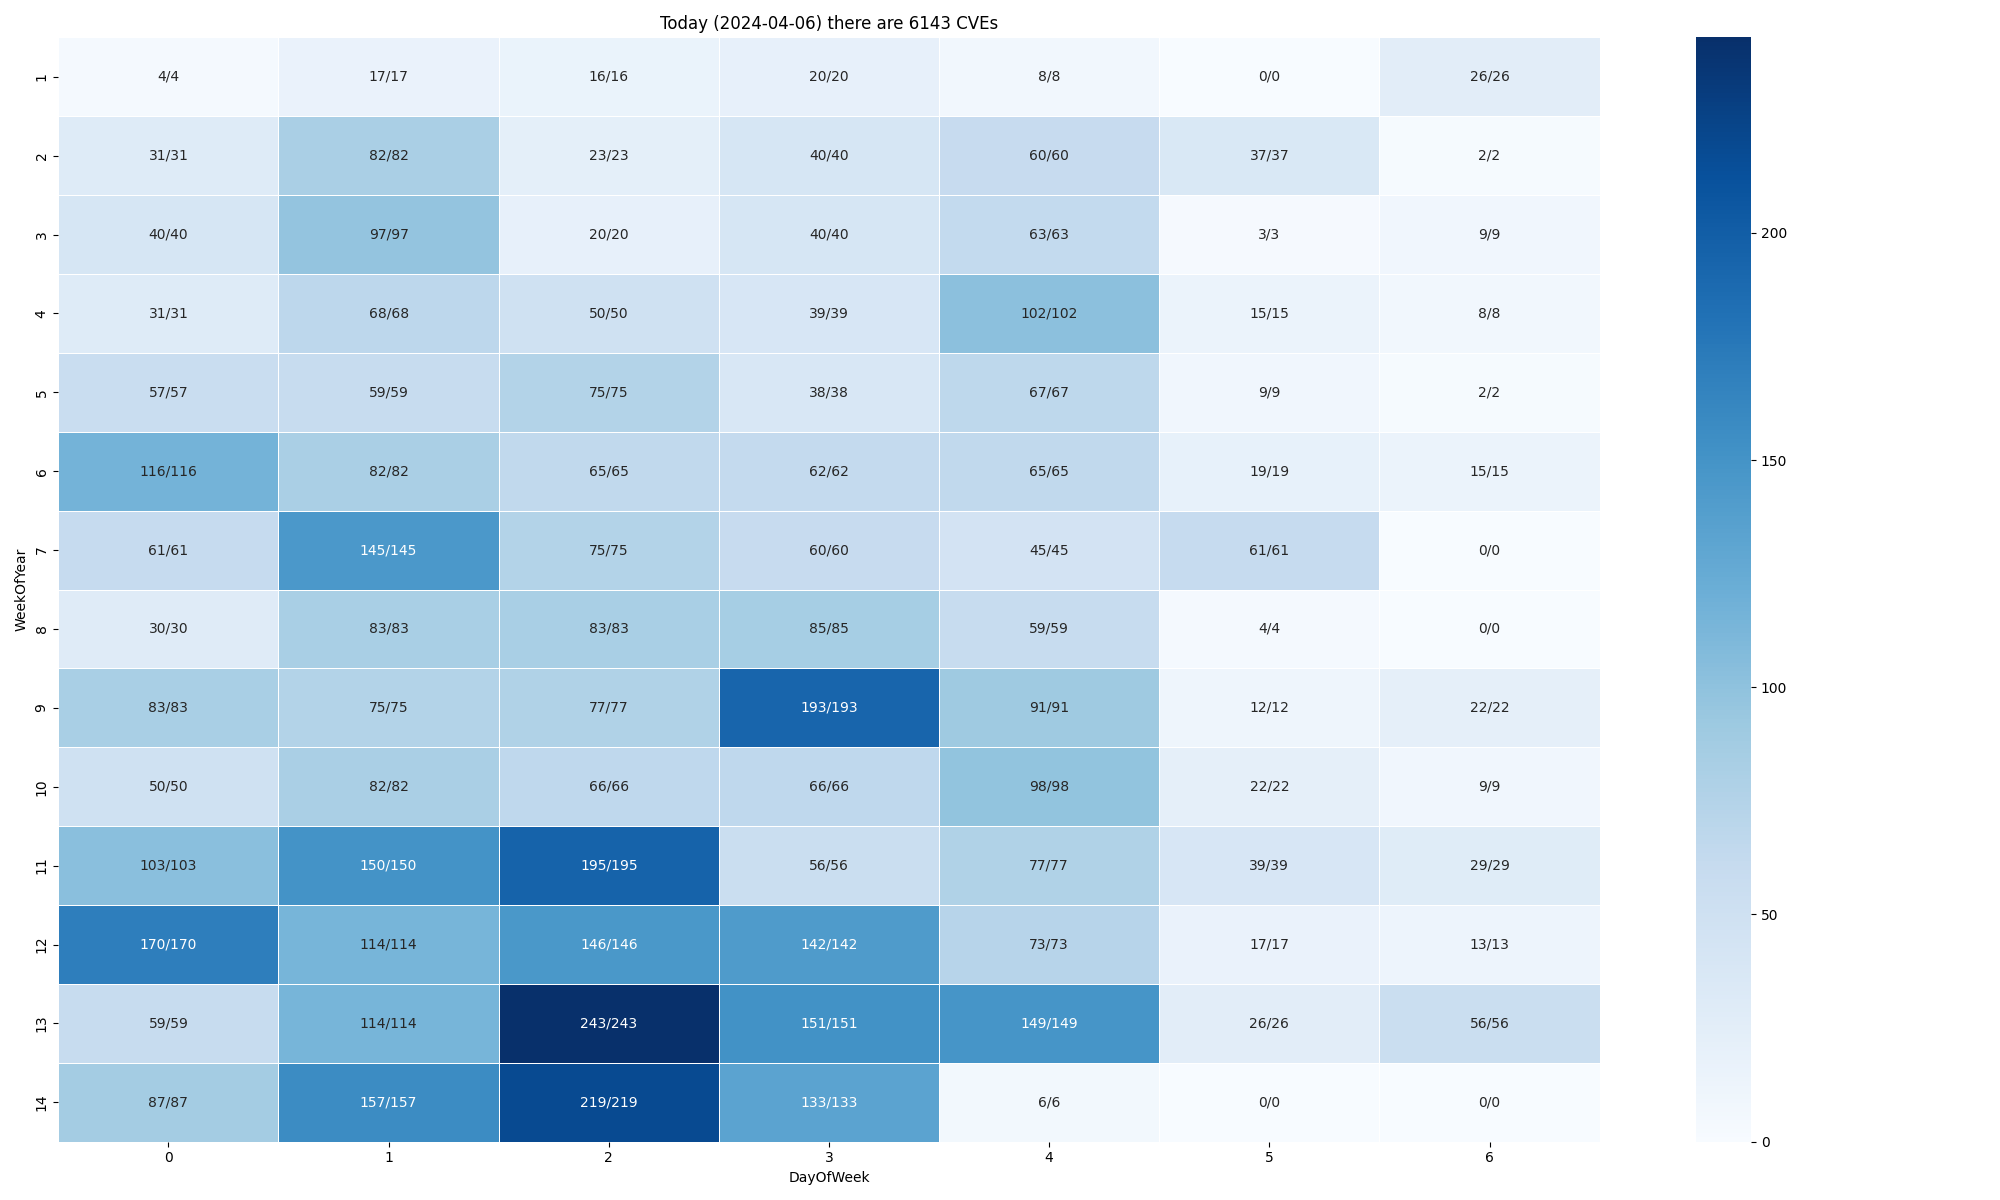 Today (2024-04-06) there are 6143 CVEs
WeekOfYear
1 4/4 17/17 16/16 20/20 8/8 0/0 26/26
2 31/31 82/82 23/23 40/40 60/60 37/37 2/2
3 40/40 97/97 20/20 40/40 63/63 3/3 9/9
4 31/31 68/68 50/50 39/39 102/102 15/15 8/8
5 57/57 59/59 75/75 38/38 67/67 9/9 2/2
6 116/116 82/82 65/65 62/62 65/65 19/19 15/15
7 61/61 145/145 75/75 60/60 45/45 61/61 0/0
8 30/30 83/83 83/83 85/85 59/59 4/4 0/0
9 83/83 75/75 77/77 193/193 91/91 12/12 22/22
10 50/50 82/82 66/66 66/66 98/98 22/22 9/9
11 103/103 150/150 195/195 56/56 77/77 39/39 29/29
12 170/170 114/114 146/146 142/142 73/73 17/17 13/13
13 59/59 114/114 243/243 151/151 149/149 26/26 56/56
14 87/87 157/157 219/219 133/133 6/6 0/0 0/0
0 1 2 3 4 5 6
DayOfWeek
200
150
100
50
0